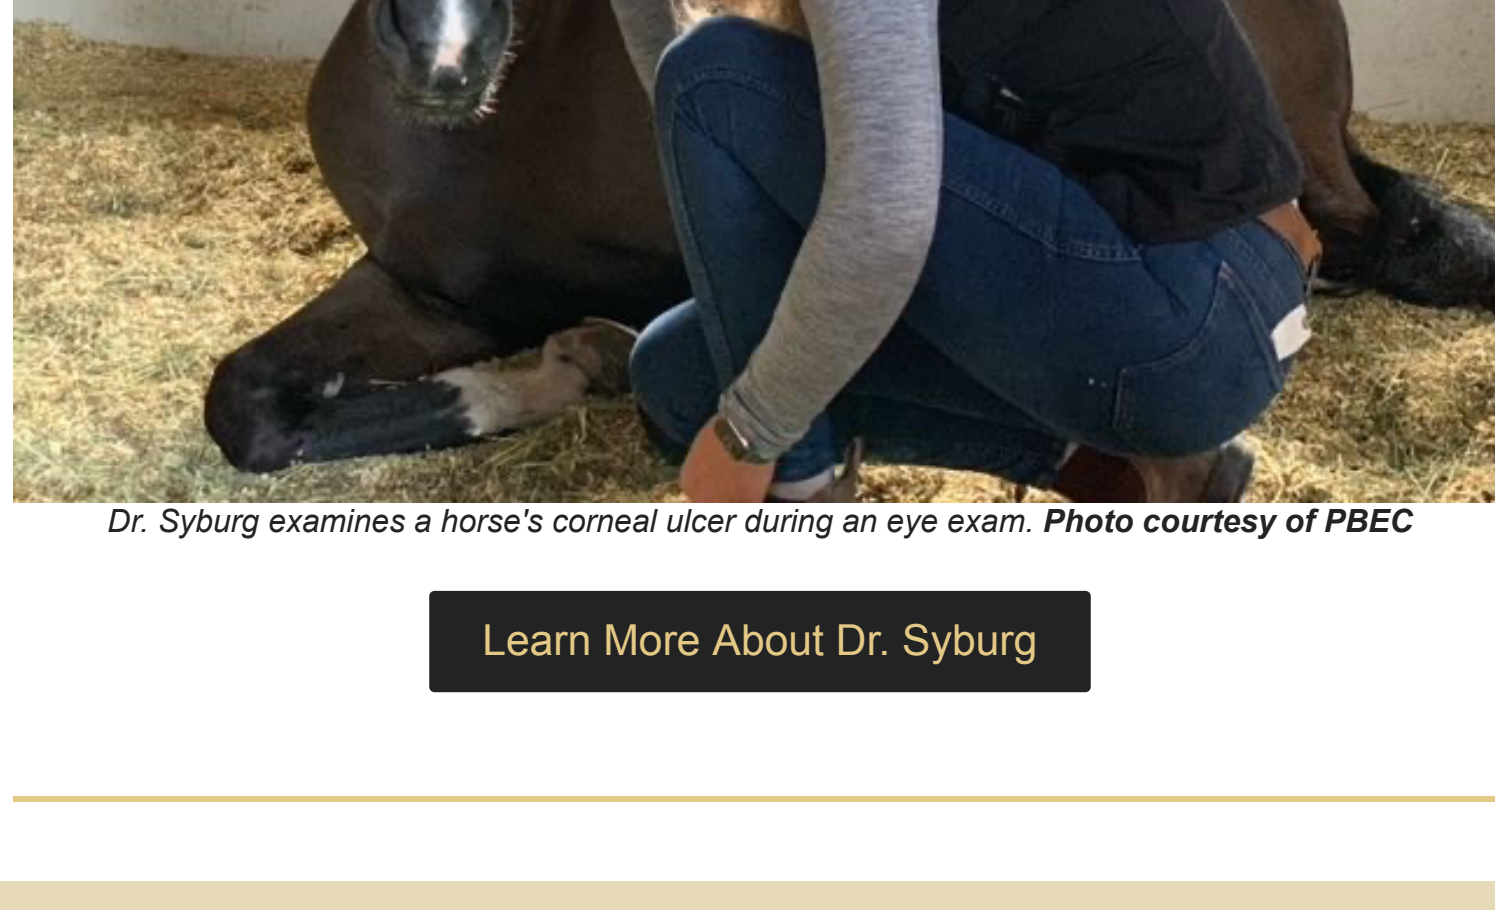 Dr. Syburg examines a horse's corneal ulcer during an eye exam. Photo courtesy of PBEC
Learn More About Dr. Syburg